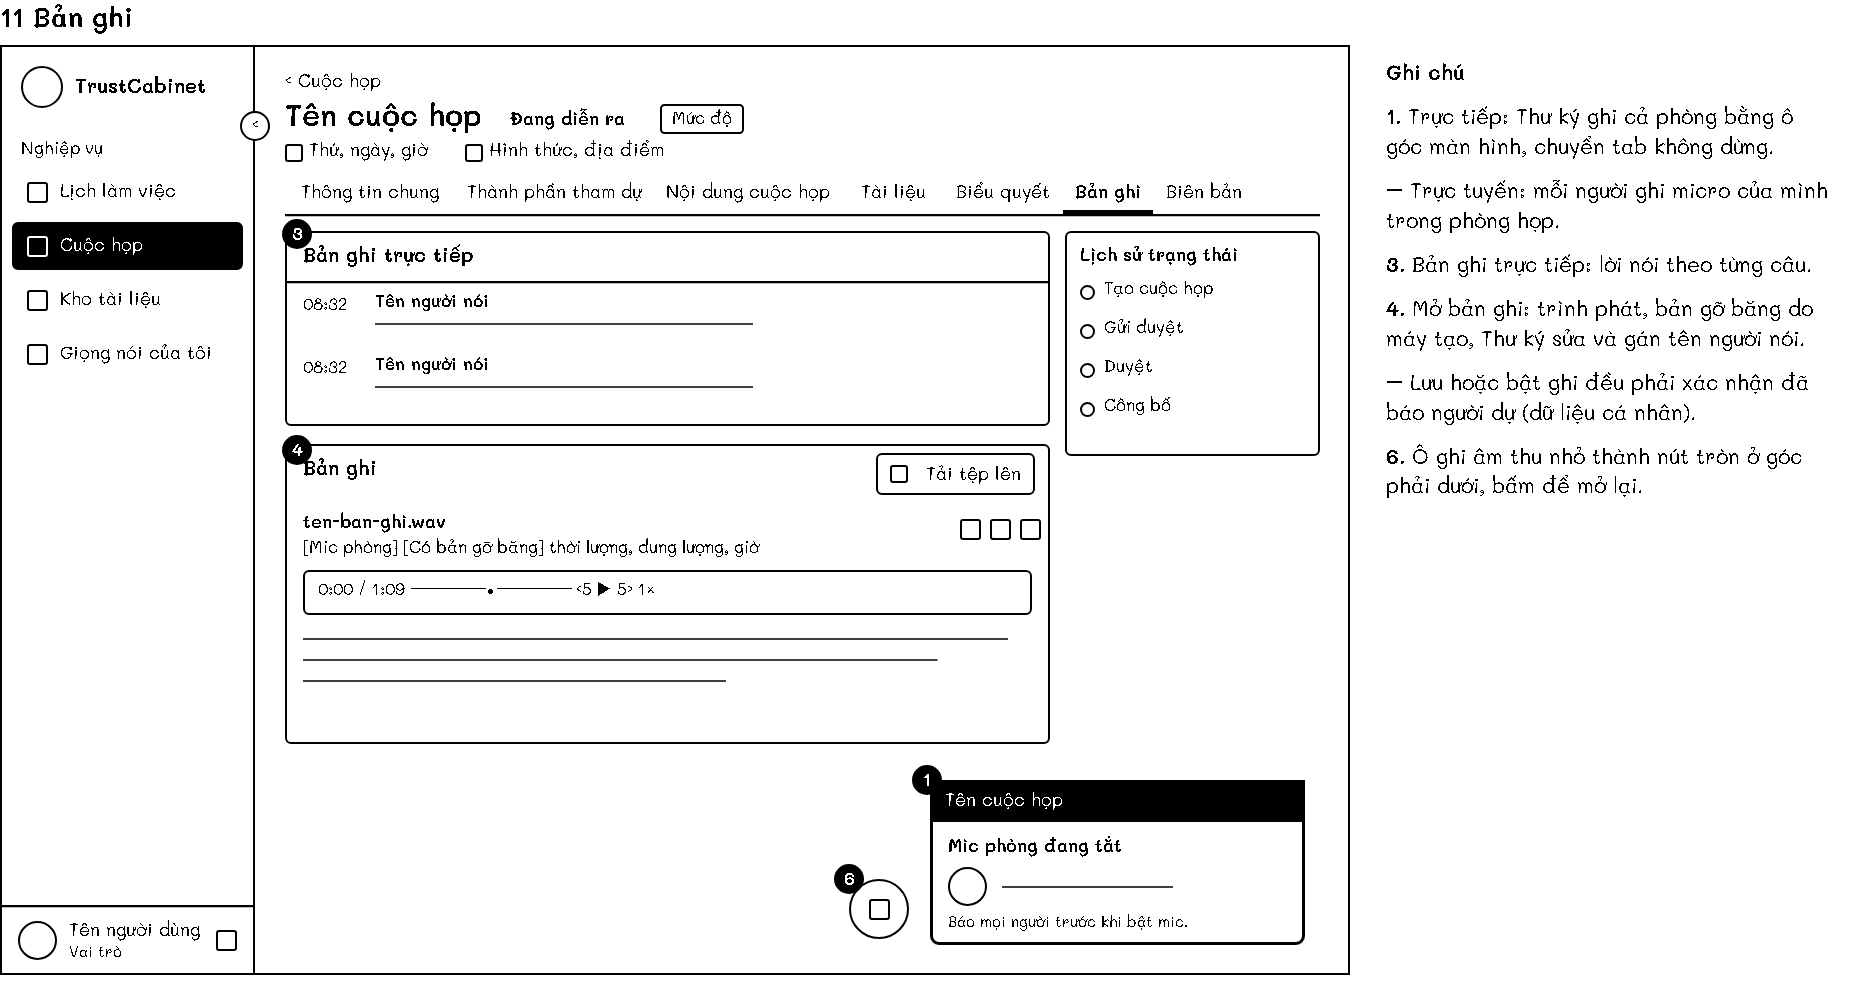 11 Bản ghi
TrustCabinet
<
Nghiệp vụ
Lịch làm việc
Cuộc họp
Kho tài liệu
Giọng nói của tôi
Tên người dùng
Vai trò
< Cuộc họp
Tên cuộc họp Đang diễn ra Mức độ
Thứ, ngày, giờ Hình thức, địa điểm
Thông tin chung Thành phần tham dự Nội dung cuộc họp Tài liệu Biểu quyết Bản ghi Biên bản
3
Bản ghi trực tiếp
08:32 Tên người nói
08:32 Tên người nói
Lịch sử trạng thái
Tạo cuộc họp
Gửi duyệt
Duyệt
Công bố
4
Bản ghi
Tải tệp lên
ten-ban-ghi.wav
[Mic phòng] [Có bản gỡ băng] thời lượng, dung lượng, giờ
0:00 / 1:09 <5 ▶ 5> 1×
1
Tên cuộc họp
Mic phòng đang tắt
Báo mọi người trước khi bật mic.
6
Ghi chú
1. Trực tiếp: Thư ký ghi cả phòng bằng ô
góc màn hình, chuyển tab không dừng.
— Trực tuyến: mỗi người ghi micro của mình
trong phòng họp.
3. Bản ghi trực tiếp: lời nói theo từng câu.
4. Mở bản ghi: trình phát, bản gỡ băng do
máy tạo, Thư ký sửa và gán tên người nói.
— Lưu hoặc bật ghi đều phải xác nhận đã
báo người dự (dữ liệu cá nhân).
6. Ô ghi âm thu nhỏ thành nút tròn ở góc
phải dưới, bấm để mở lại.